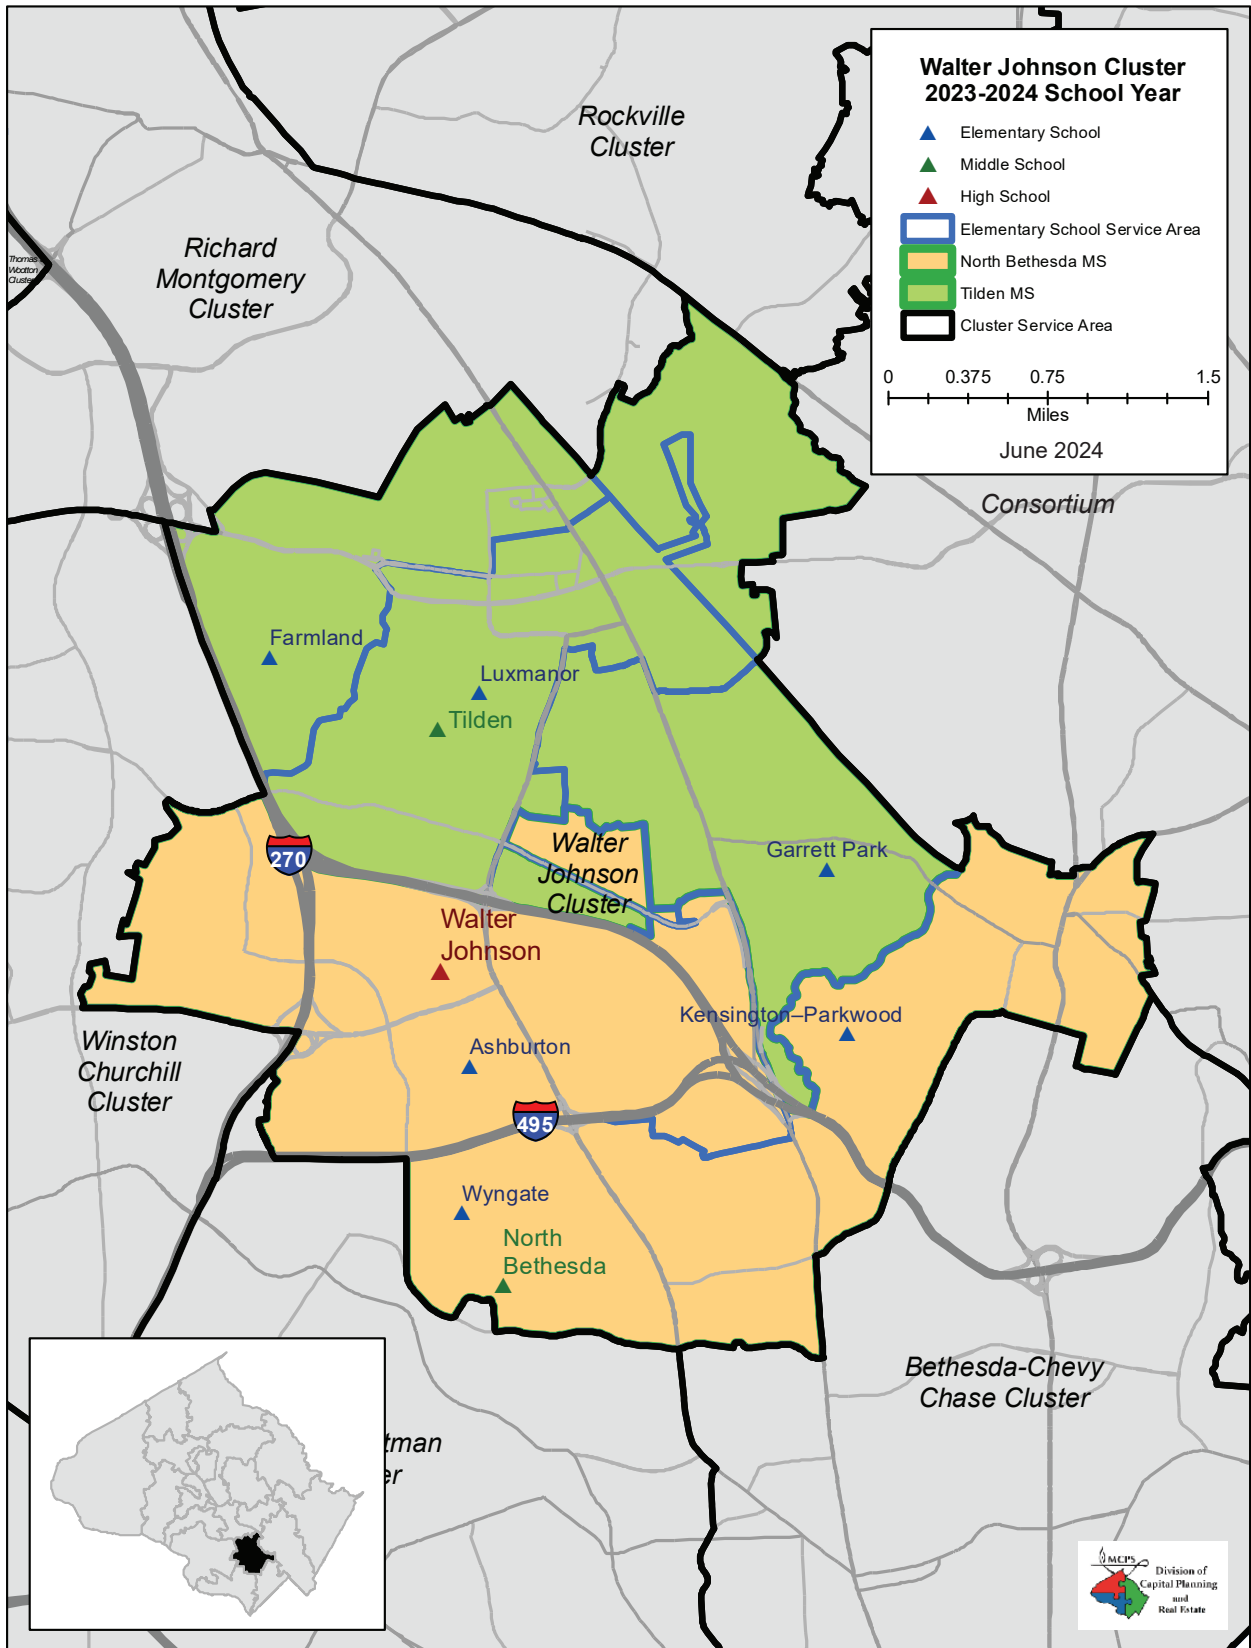 Rockville
Cluster
Richard
Montgomery
Cluster
Thomas
Wootton
Cluster
Walter Johnson Cluster
2023-2024 School Year
Elementary School
Middle School
High School
Elementary School Service Area
North Bethesda MS
Tilden MS
Cluster Service Area
0 0.375 0.75 1.5
Miles
June 2024
Consortium
Farmland
Luxmanor
Tilden
Walter
Johnson
Cluster
Garrett Park
270
Walter
Johnson
Kensington–Parkwood
Winston
Churchill
Cluster
Ashburton
495
Wyngate
North
Bethesda
Bethesda-Chevy
Chase Cluster
tman
er
MCPS
Division of
Capital Planning
and
Real Estate